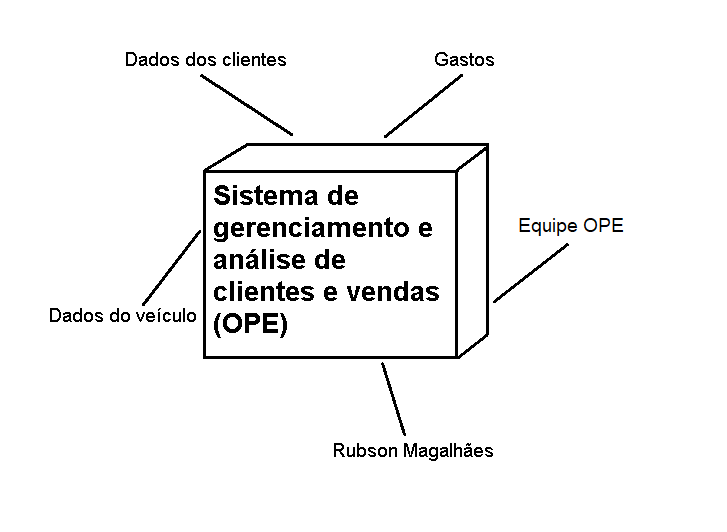 Dados dos clientes
Gastos
Sistema de
gerenciamento e
análise de
clientes e vendas
(OPE)
Equipe OPE
Dados do veículo
Rubson Magalhães